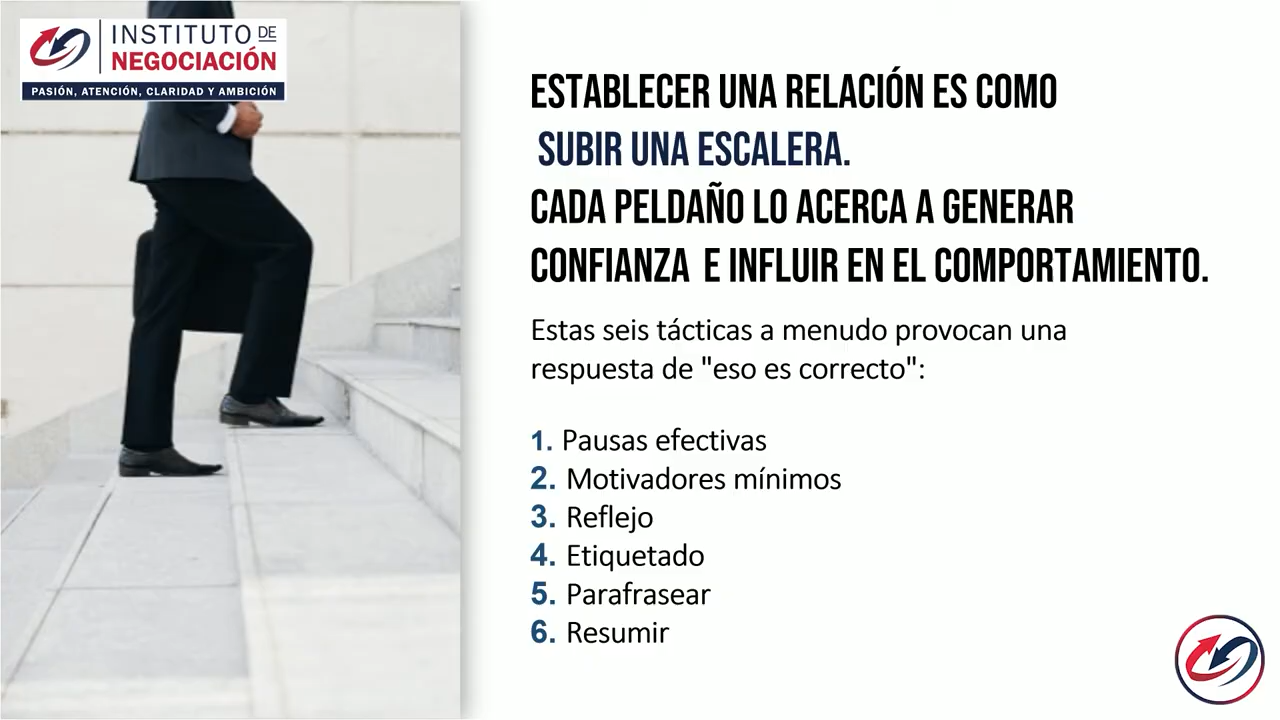 INSTITUTO DE
NEGOCIACIÓN
PASIÓN, ATENCIÓN, CLARIDAD Y AMBICIÓN
ESTABLECER UNA RELACIÓN ES COMO
SUBIR UNA ESCALERA.
CADA PELDAÑO LO ACERCA A GENERAR
CONFIANZA E INFLUIR EN EL COMPORTAMIENTO.
Estas seis tácticas a menudo provocan una
respuesta de "eso es correcto":
1. Pausas efectivas
2. Motivadores mínimos
3. Reflejo
4. Etiquetado
5. Parafrasear
6. Resumir